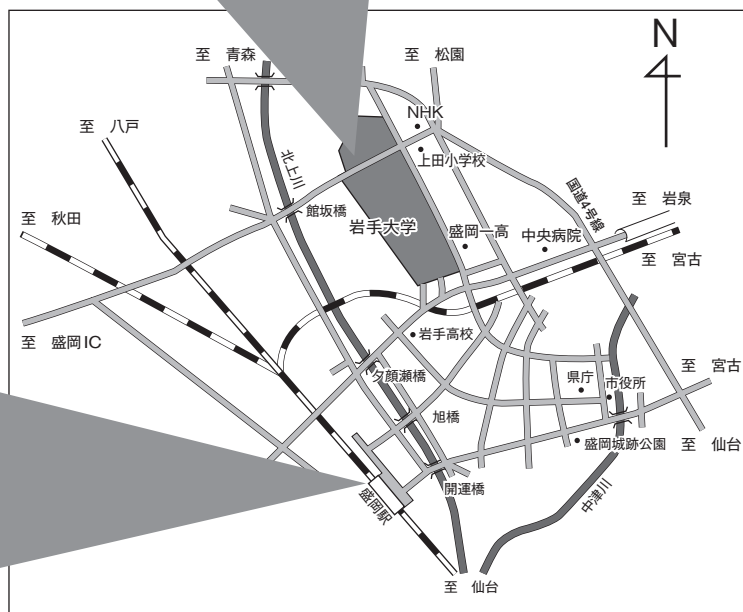 N
至　青森
至　松園
NHK
至　八戸
上田小学校
北上川
国道4号線
至　岩泉
館坂橋
至　秋田
岩手大学
盛岡一高
中央病院
至　宮古
至　盛岡IC
岩手高校
夕顔瀬橋
県庁
市役所
至　宮古
旭橋
盛岡城跡公園
至　仙台
開運橋
盛岡駅
中津川
至　仙台